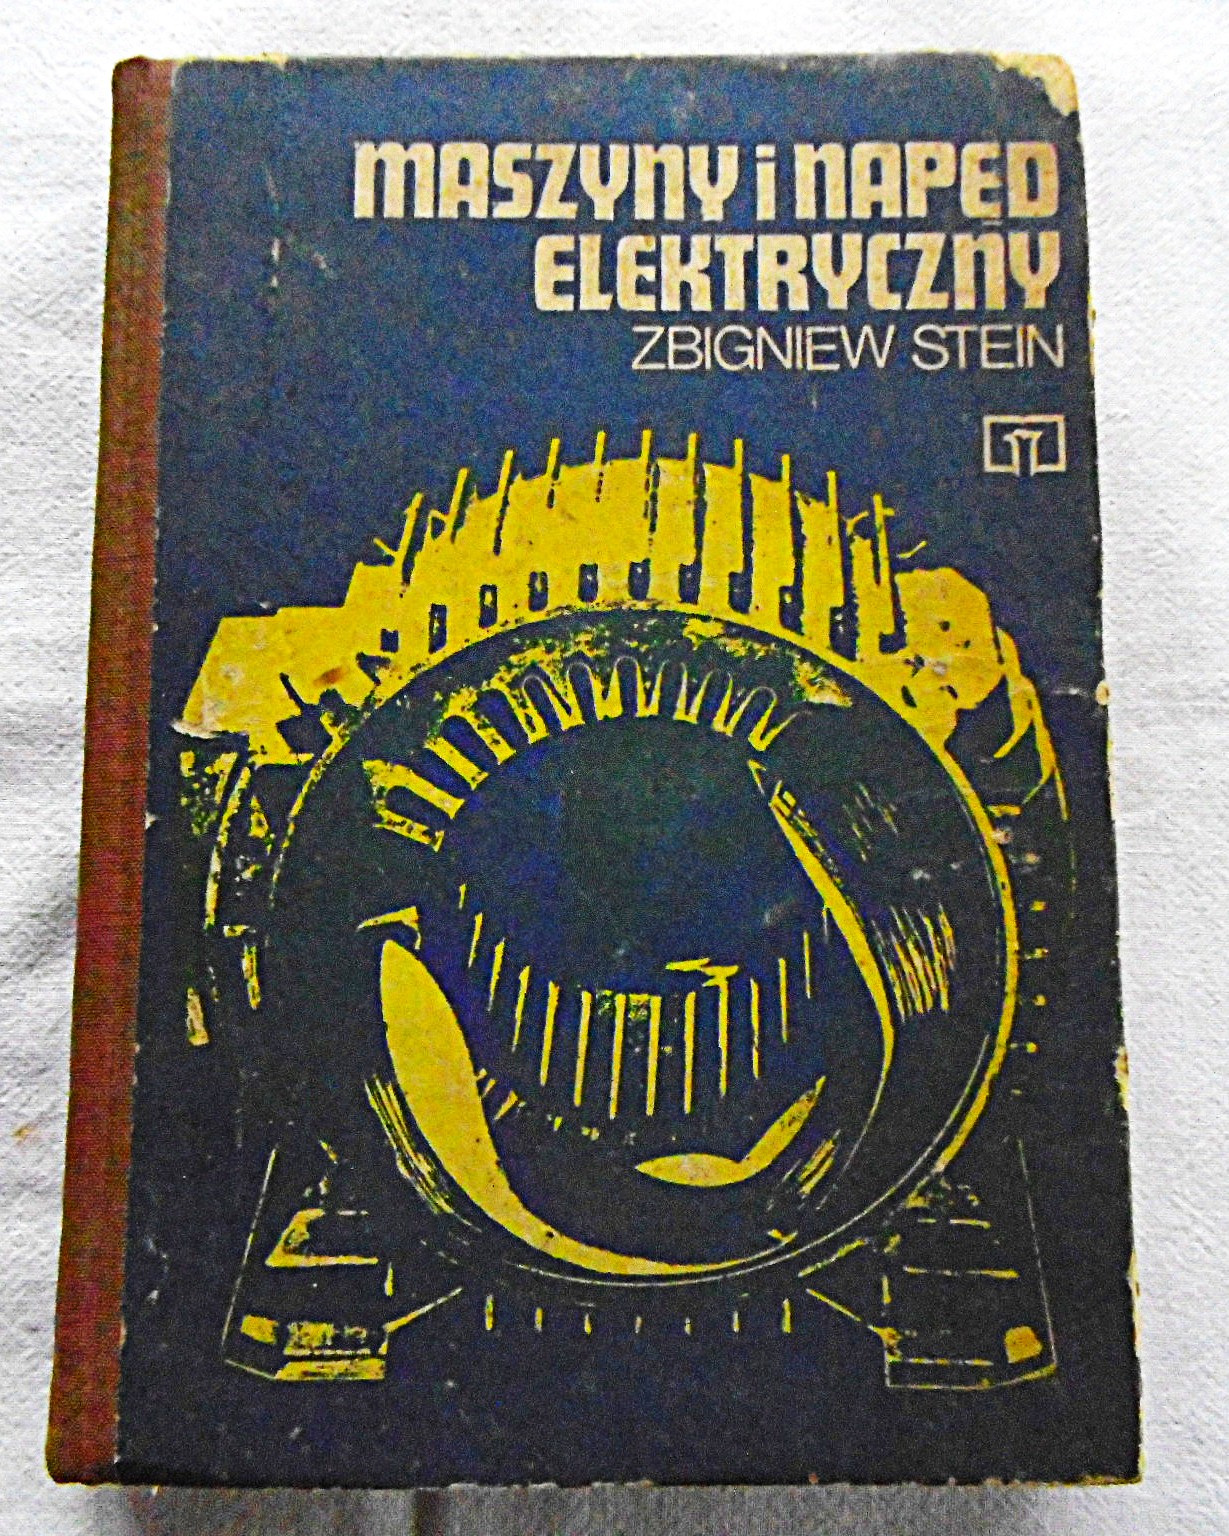 MASZYNY i NAPĘD
ELEKTRYCZNY
ZBIGNIEW STEIN